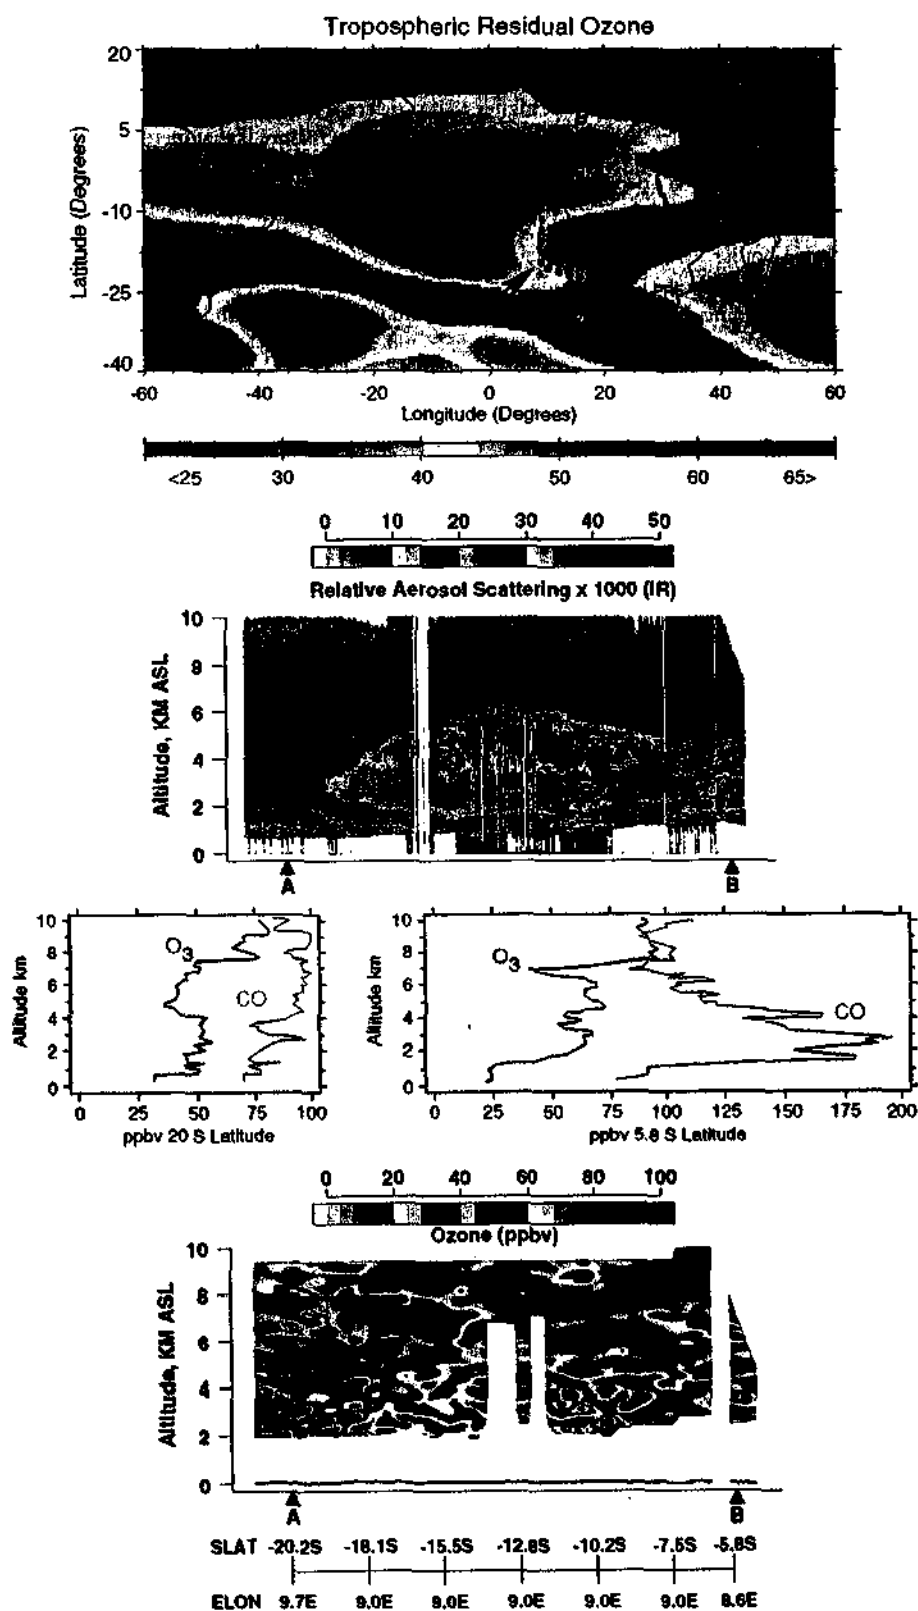 Tropospheric Residual Ozone
20
5
-10
-25
-40
Latitude (Degrees)
-60 -40 -20 0 20 40 60
Longitude (Degrees)
<25 30 40 50 60 65>
0 10 20 30 40 50
Relative Aerosol Scattering x 1000 (IR)
10
8
6
4
2
0
Altitude, KM ASL
A B
10
8
6
4
2
0
Altitude km
O3
CO
0 25 50 75 100
ppbv 20 S Latitude
10
8
6
4
2
0
Altitude km
O3
CO
0 25 50 75 100 125 150 175 200
ppbv 5.8 S Latitude
0 20 40 60 80 100
Ozone (ppbv)
10
8
6
4
2
0
Altitude, KM ASL
A B
SLAT -20.2S -18.1S -15.5S -12.8S -10.2S -7.6S -5.8S
ELON 9.7E 9.0E 9.0E 9.0E 9.0E 9.0E 8.6E